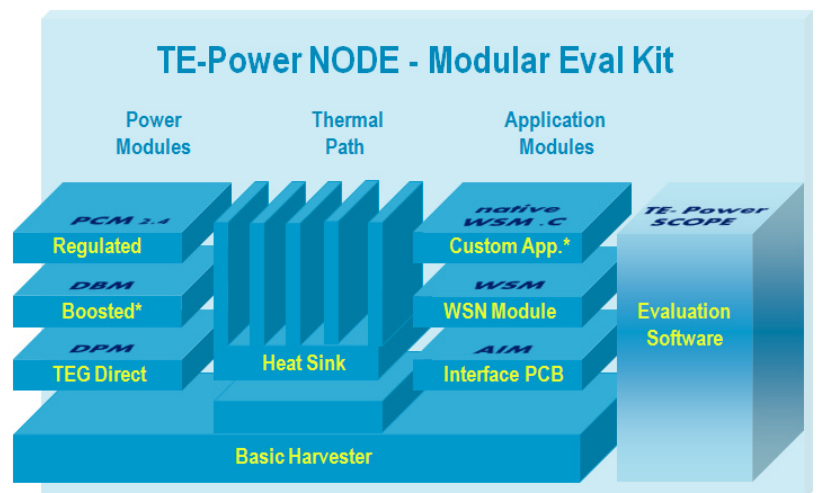 TE-Power NODE - Modular Eval Kit
Power
Modules
Thermal
Path
Application
Modules
PCM 2.4
Regulated
DBM
Boosted*
DPM
TEG Direct
Heat Sink
native
WSM .C
Custom App.*
WSM
WSN Module
AIM
Interface PCB
TE- Power
SCOPE
Evaluation
Software
Basic Harvester